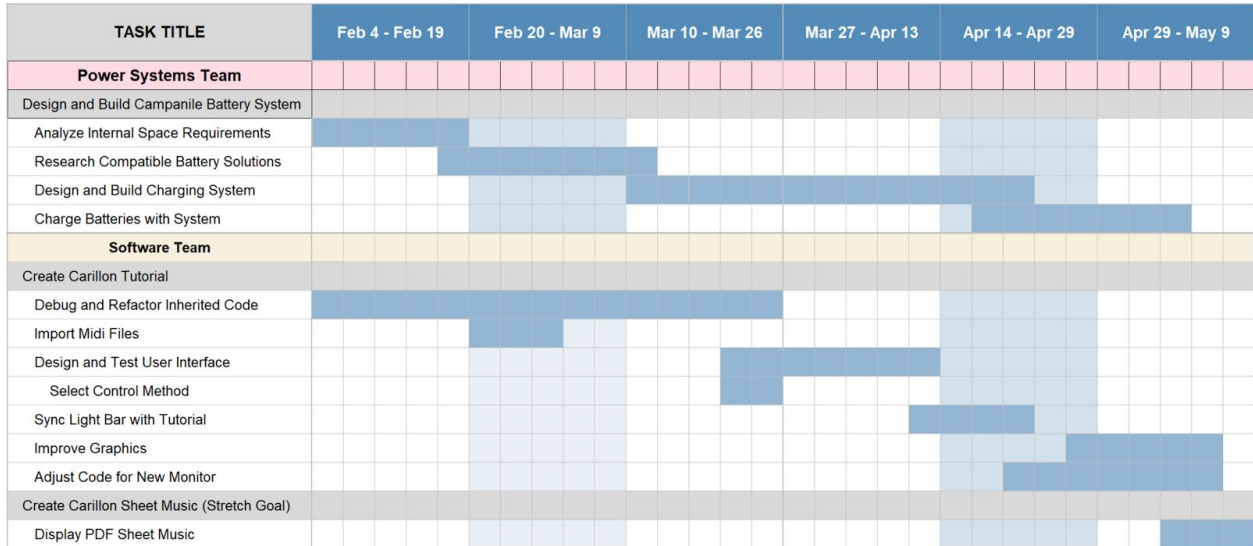 TASK TITLE Feb 4 - Feb 19 Feb 20 - Mar 9 Mar 10 - Mar 26 Mar 27 - Apr 13 Apr 14 - Apr 29 Apr 29 - May 9
Power Systems Team
Design and Build Campanile Battery System
Analyze Internal Space Requirements
Research Compatible Battery Solutions
Design and Build Charging System
Charge Batteries with System
Software Team
Create Carillon Tutorial
Debug and Refactor Inherited Code
Import Midi Files
Design and Test User Interface
Select Control Method
Sync Light Bar with Tutorial
Improve Graphics
Adjust Code for New Monitor
Create Carillon Sheet Music (Stretch Goal)
Display PDF Sheet Music